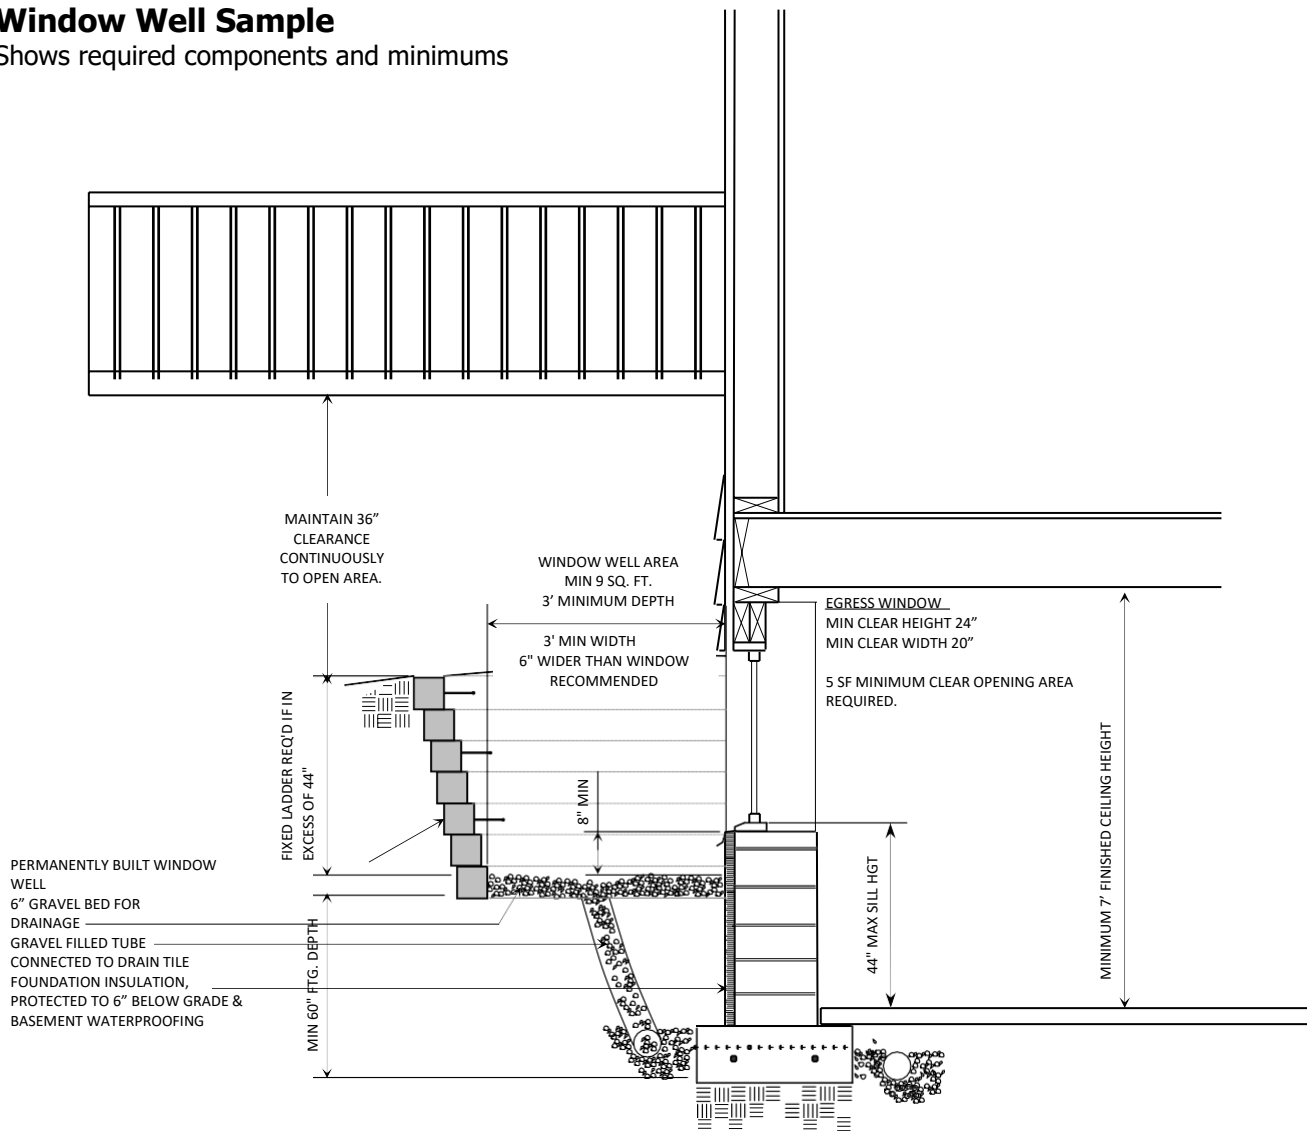 Window Well Sample
Shows required components and minimums
MAINTAIN 36”
CLEARANCE
CONTINUOUSLY
TO OPEN AREA.
WINDOW WELL AREA
MIN 9 SQ. FT.
3’ MINIMUM DEPTH
3' MIN WIDTH
6" WIDER THAN WINDOW
RECOMMENDED
EGRESS WINDOW
MIN CLEAR HEIGHT 24”
MIN CLEAR WIDTH 20”
5 SF MINIMUM CLEAR OPENING AREA
REQUIRED.
FIXED LADDER REQ'D IF IN
EXCESS OF 44"
8" MIN
44" MAX SILL HGT
MINIMUM 7’ FINISHED CEILING HEIGHT
PERMANENTLY BUILT WINDOW
WELL
6” GRAVEL BED FOR
DRAINAGE
GRAVEL FILLED TUBE
CONNECTED TO DRAIN TILE
FOUNDATION INSULATION,
PROTECTED TO 6” BELOW GRADE &
BASEMENT WATERPROOFING
MIN 60" FTG. DEPTH